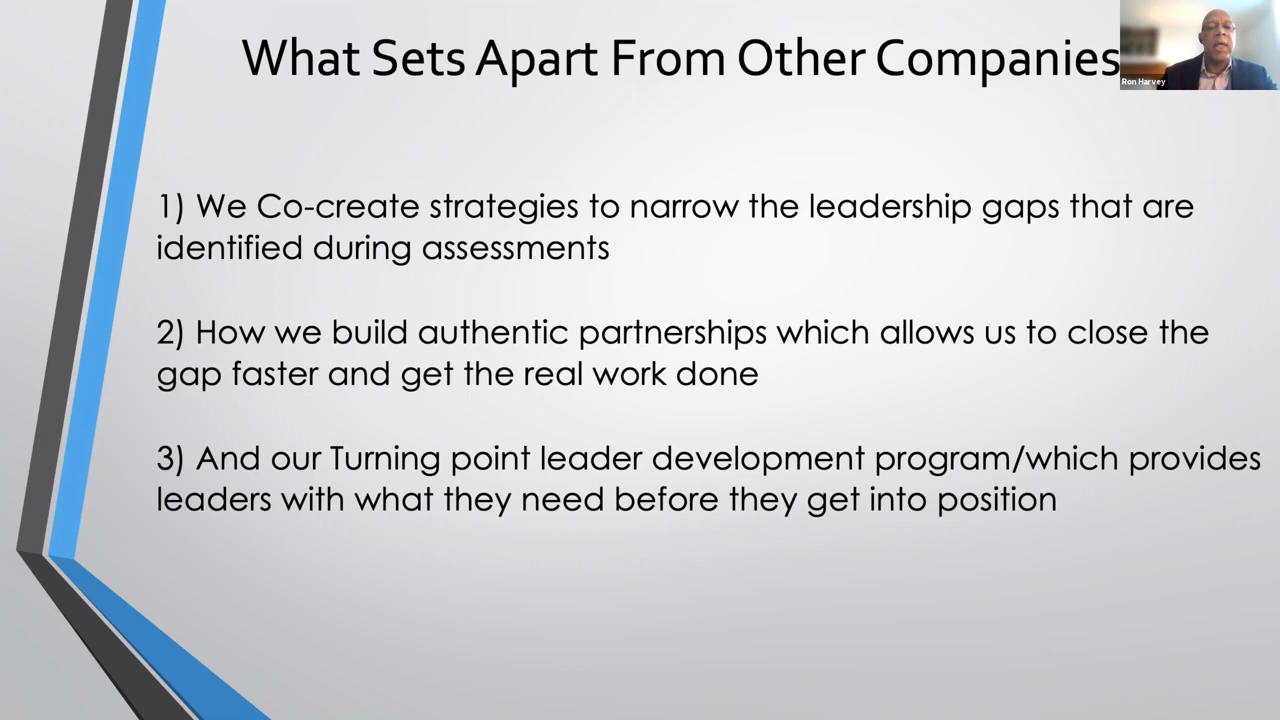 What Sets Apart From Other Companies
Ron Harvey
1) We Co-create strategies to narrow the leadership gaps that are
identified during assessments
2) How we build authentic partnerships which allows us to close the
gap faster and get the real work done
3) And our Turning point leader development program/which provides
leaders with what they need before they get into position